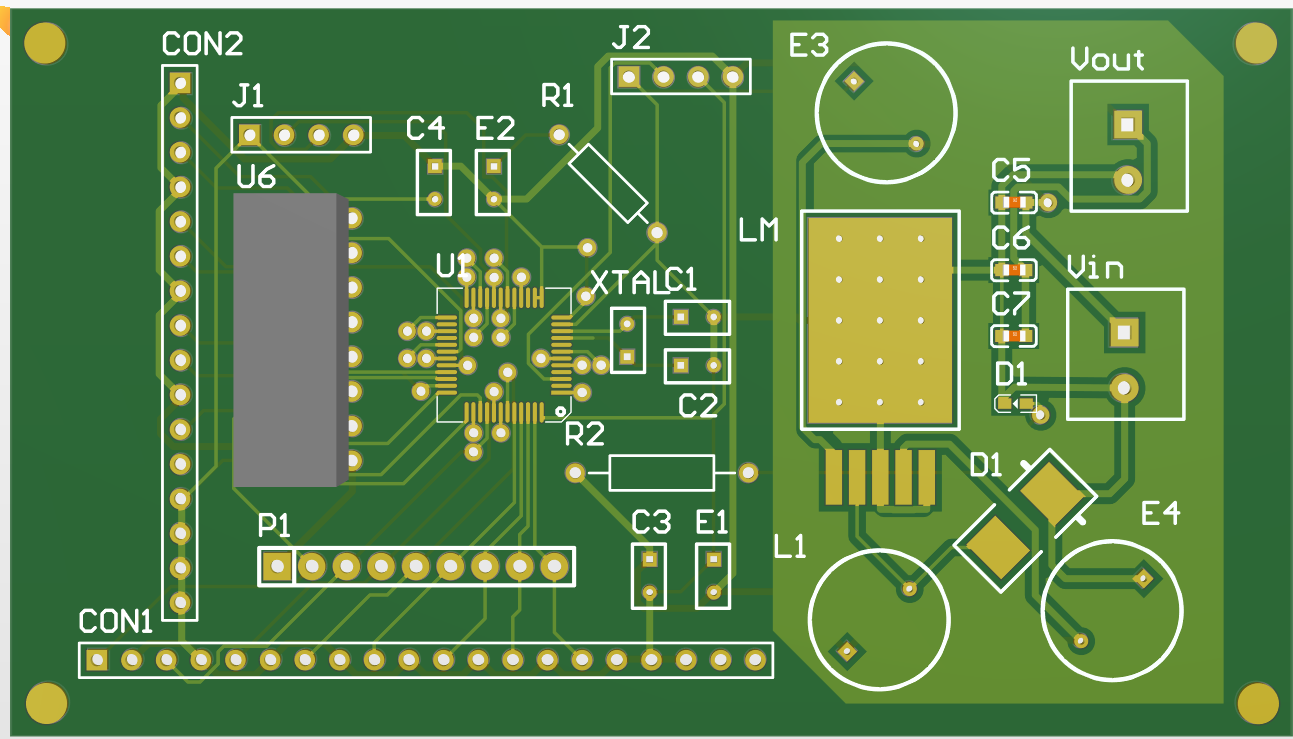 CON2
J2
E3
Vout
J1
R1
C4
E2
U6
C5
LM
C6
U1
XTAL
C1
Vin
C7
D1
C2
R2
D1
P1
C3
E1
E4
L1
CON1